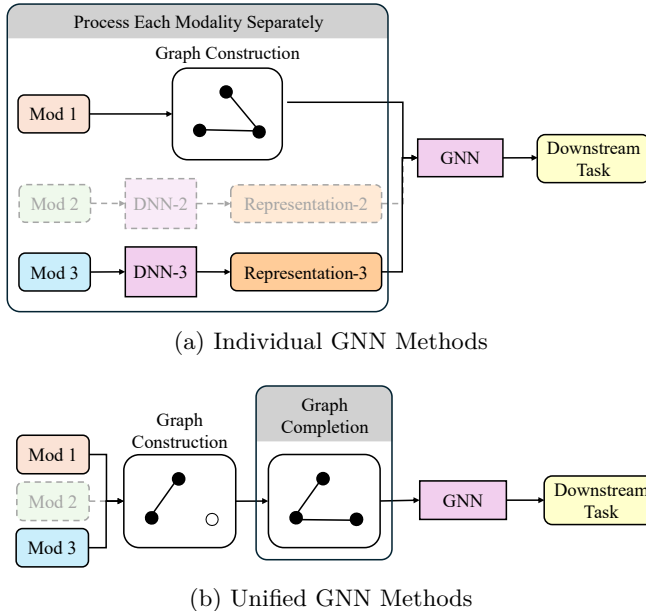 Process Each Modality Separately
Graph Construction
Mod 1
GNN
Downstream
Task
Mod 2
DNN-2
Representation-2
Mod 3
DNN-3
Representation-3
(a) Individual GNN Methods
Graph
Completion
Graph
Construction
Mod 1
Mod 2
Mod 3
GNN
Downstream
Task
(b) Unified GNN Methods